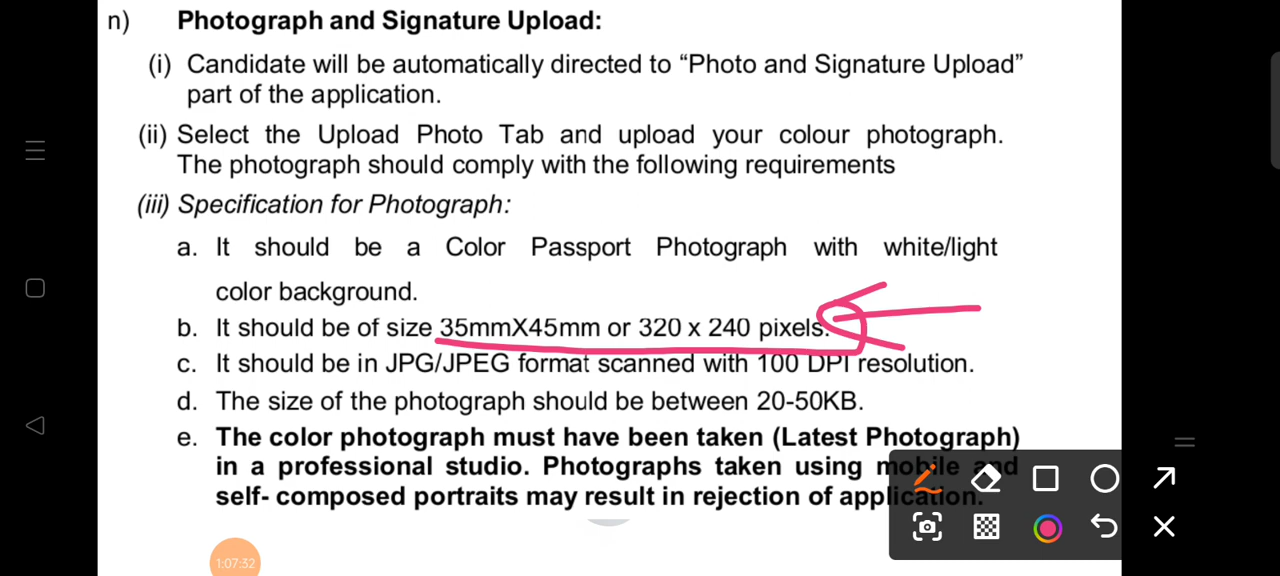 n) Photograph and Signature Upload:
(i) Candidate will be automatically directed to “Photo and Signature Upload”
part of the application.
(ii) Select the Upload Photo Tab and upload your colour photograph.
The photograph should comply with the following requirements
(iii) Specification for Photograph:
a. It should be a Color Passport Photograph with white/light
color background.
b. It should be of size 35mmX45mm or 320 x 240 pixels.
c. It should be in JPG/JPEG format scanned with 100 DPI resolution.
d. The size of the photograph should be between 20-50KB.
e. The color photograph must have been taken (Latest Photograph)
in a professional studio. Photographs taken using mobile and
self- composed portraits may result in rejection of application.
1:07:32